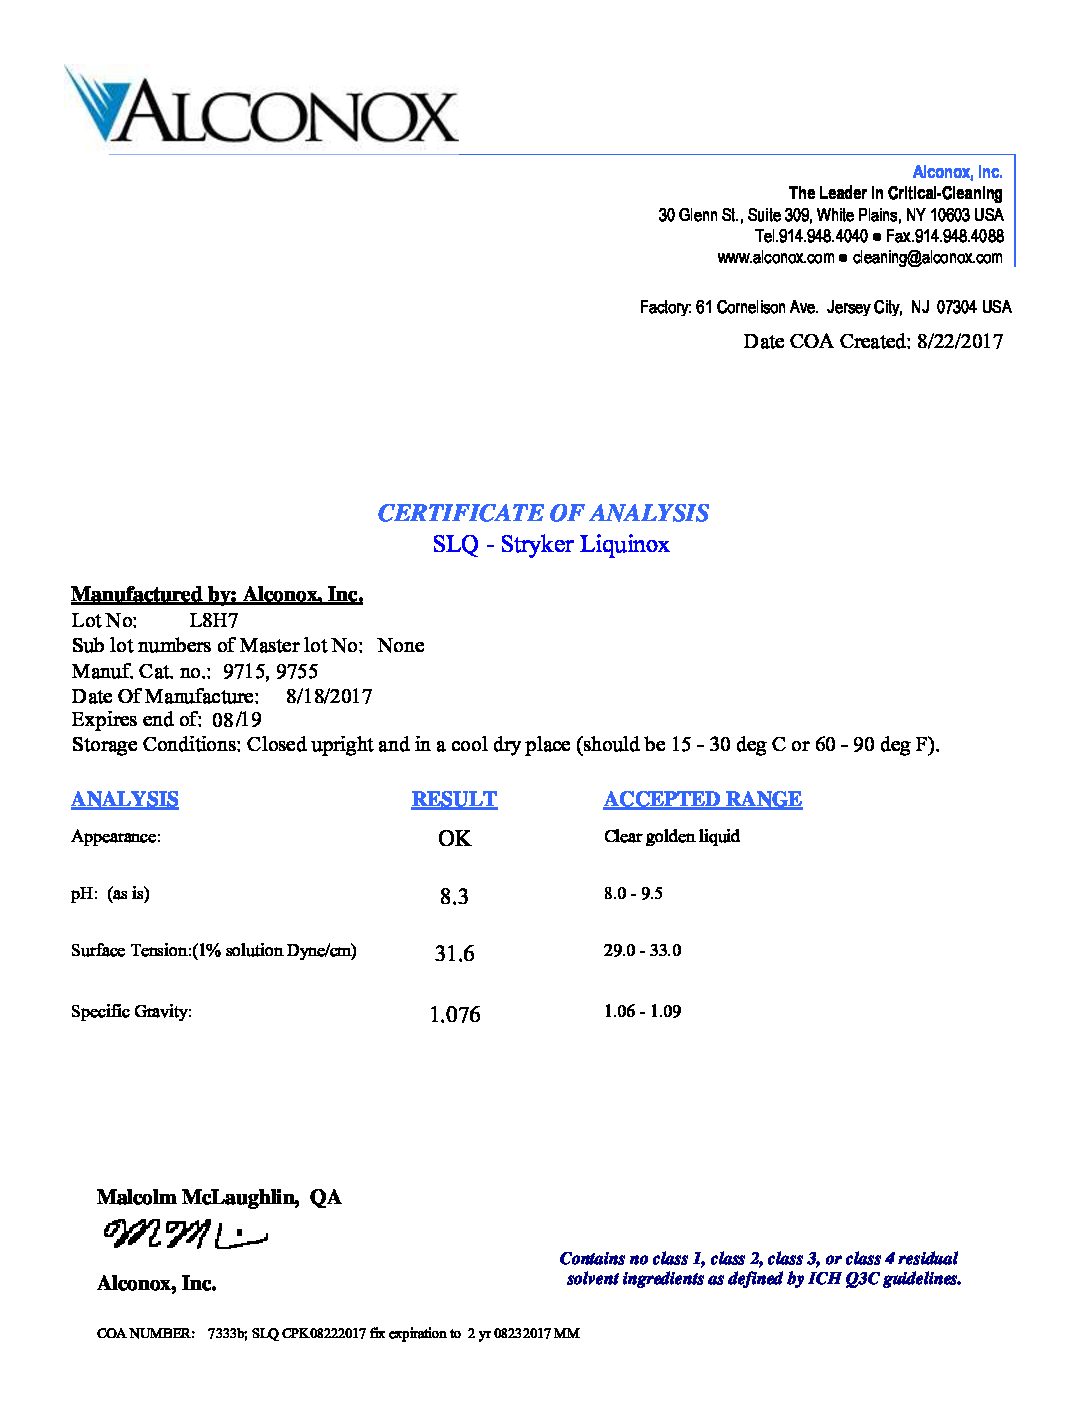 ALCONOX
Alconox, Inc.
The Leader in Critical-Cleaning
30 Glenn St., Suite 309, White Plains, NY 10603 USA
Tel.914.948.4040 ● Fax.914.948.4088
www.alconox.com ● cleaning@alconox.com
Factory: 61 Cornelison Ave. Jersey City, NJ 07304 USA
Date COA Created: 8/22/2017
CERTIFICATE OF ANALYSIS
SLQ - Stryker Liquinox
Manufactured by: Alconox, Inc.
Lot No: L8H7
Sub lot numbers of Master lot No: None
Manuf. Cat. no.: 9715, 9755
Date Of Manufacture: 8/18/2017
Expires end of: 08/19
Storage Conditions: Closed upright and in a cool dry place (should be 15 - 30 deg C or 60 - 90 deg F).
ANALYSIS RESULT ACCEPTED RANGE
Appearance: OK Clear golden liquid
pH: (as is) 8.3 8.0 - 9.5
Surface Tension:(1% solution Dyne/cm) 31.6 29.0 - 33.0
Specific Gravity: 1.076 1.06 - 1.09
Malcolm McLaughlin, QA
Alconox, Inc.
Contains no class 1, class 2, class 3, or class 4 residual
solvent ingredients as defined by ICH Q3C guidelines.
COA NUMBER: 7333b; SLQ CPK08222017 fix expiration to 2 yr 08232017 MM